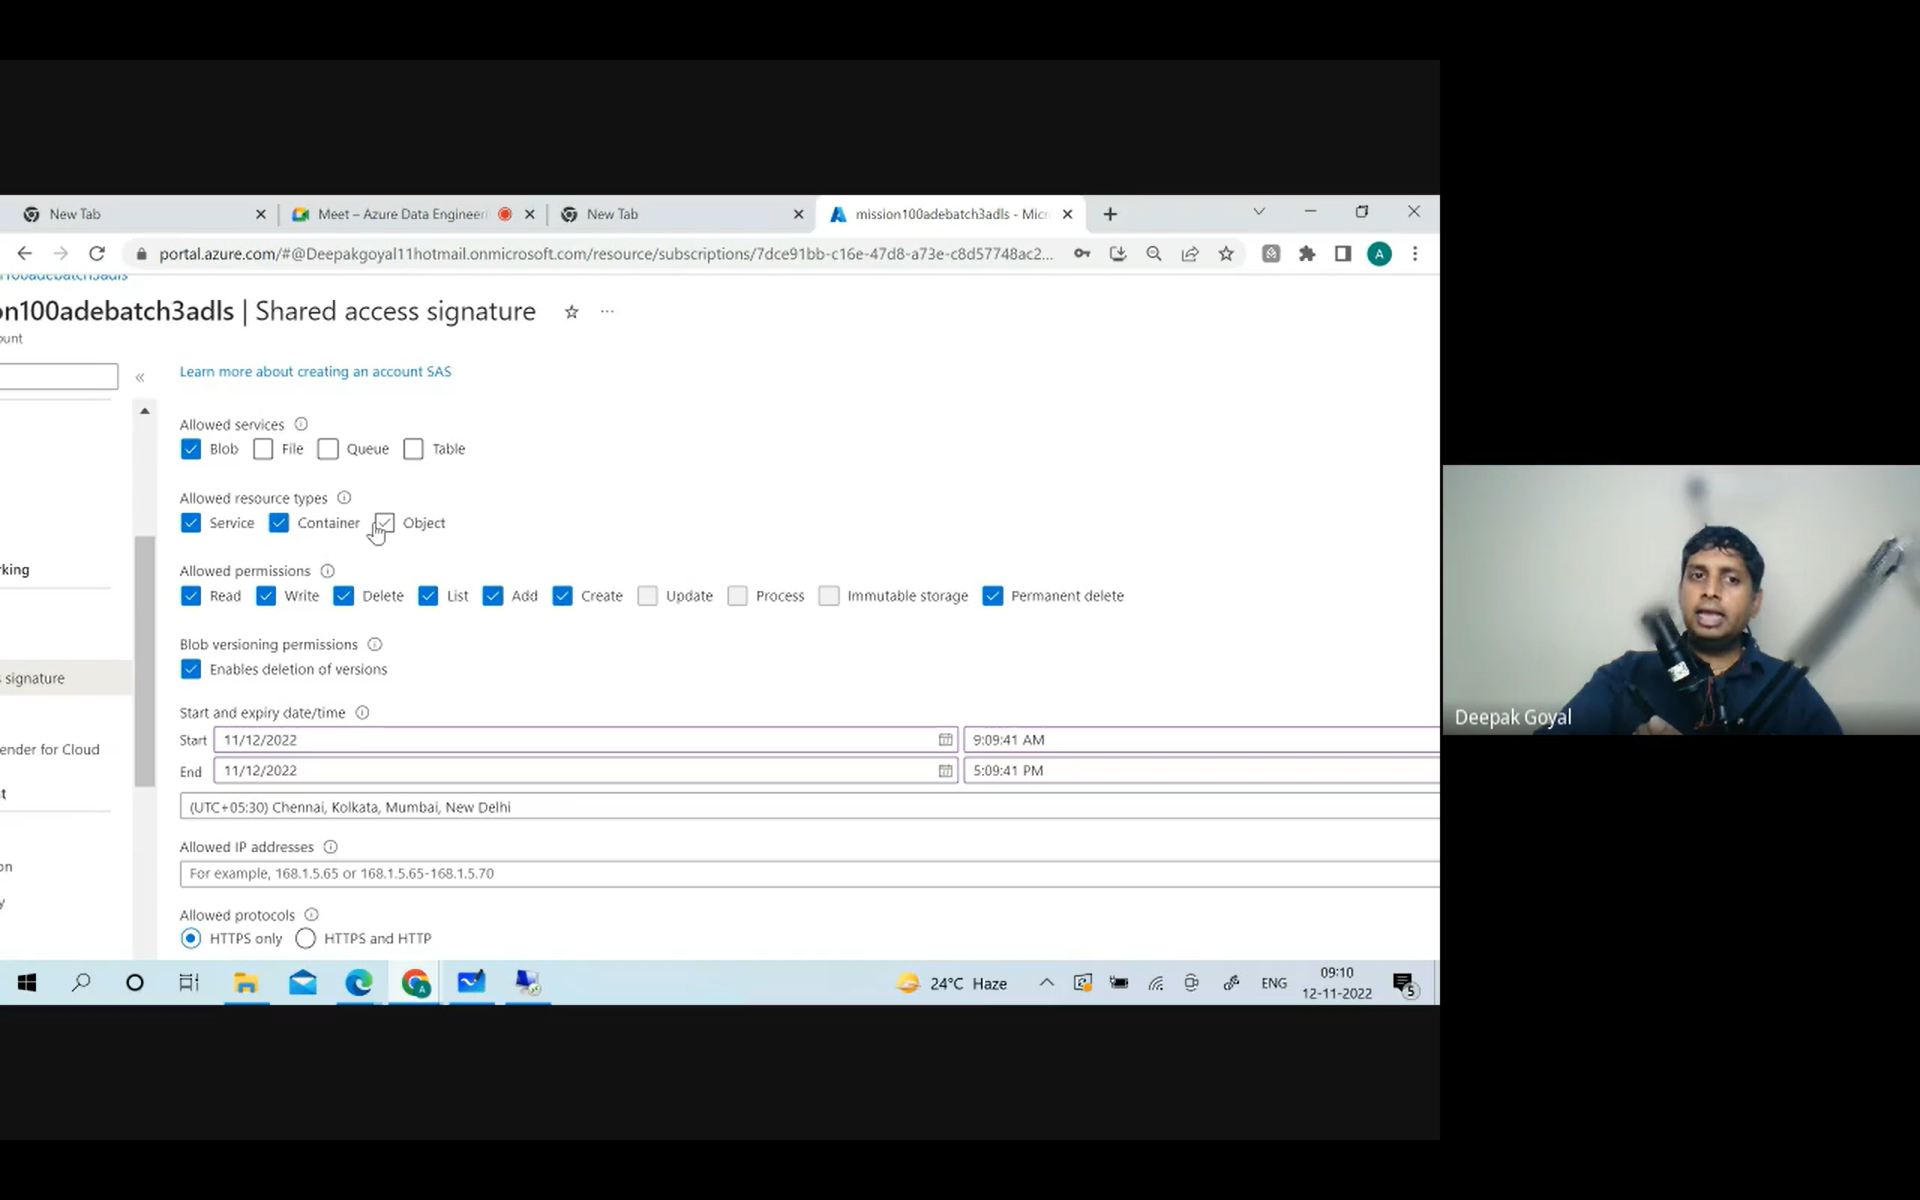 New Tab
Meet – Azure Data Engineer
New Tab
mission100adebatch3adls - Micr
portal.azure.com/#@Deepakgoyal11hotmail.onmicrosoft.com/resource/subscriptions/7dce91bb-c16e-47d8-a73e-c8d57748ac2...
A
100adebatch3adls
on100adebatch3adls | Shared access signature
ount
Learn more about creating an account SAS
Allowed services
Blob File Queue Table
Allowed resource types
Service Container Object
Allowed permissions
rking
Read Write Delete List Add Create Update Process Immutable storage Permanent delete
Blob versioning permissions
Enables deletion of versions
s signature
Start and expiry date/time
Start 11/12/2022 9:09:41 AM
ender for Cloud
End 11/12/2022 5:09:41 PM
t
(UTC+05:30) Chennai, Kolkata, Mumbai, New Delhi
Allowed IP addresses
on
For example, 168.1.5.65 or 168.1.5.65-168.1.5.70
y
Allowed protocols
HTTPS only HTTPS and HTTP
24°C Haze
ENG
09:10
12-11-2022
5
Deepak Goyal